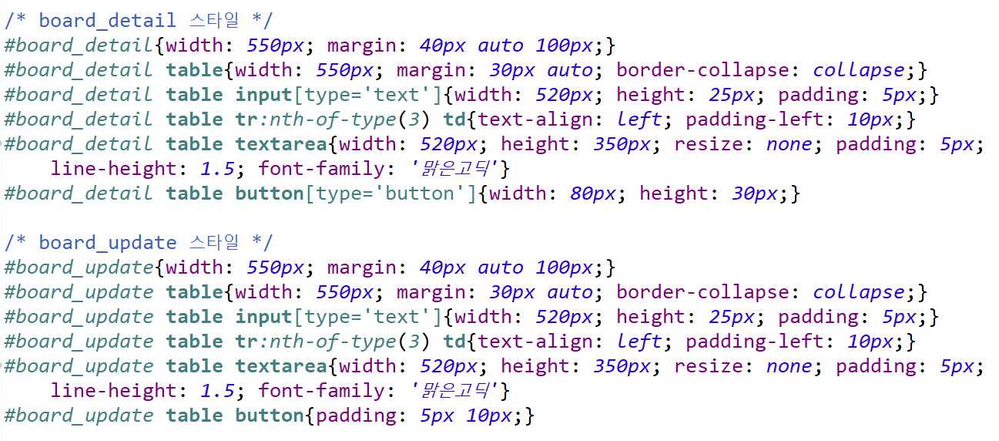 /* board_detail 스타일 */
#board_detail{width: 550px; margin: 40px auto 100px;}
#board_detail table{width: 550px; margin: 30px auto; border-collapse: collapse;}
#board_detail table input[type='text']{width: 520px; height: 25px; padding: 5px;}
#board_detail table tr:nth-of-type(3) td{text-align: left; padding-left: 10px;}
#board_detail table textarea{width: 520px; height: 350px; resize: none; padding: 5px;
    line-height: 1.5; font-family: '맑은고딕'}
#board_detail table button[type='button']{width: 80px; height: 30px;}

/* board_update 스타일 */
#board_update{width: 550px; margin: 40px auto 100px;}
#board_update table{width: 550px; margin: 30px auto; border-collapse: collapse;}
#board_update table input[type='text']{width: 520px; height: 25px; padding: 5px;}
#board_update table tr:nth-of-type(3) td{text-align: left; padding-left: 10px;}
#board_update table textarea{width: 520px; height: 350px; resize: none; padding: 5px;
    line-height: 1.5; font-family: '맑은고딕'}
#board_update table button{padding: 5px 10px;}